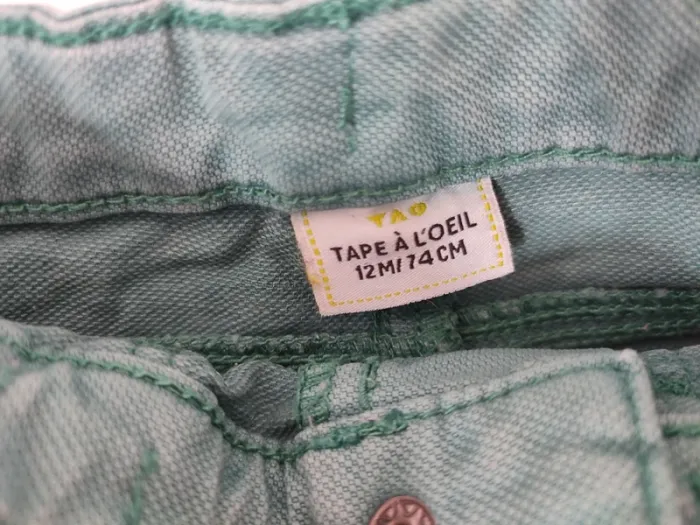 TAO
TAPE À L'OEIL
12M/74CM